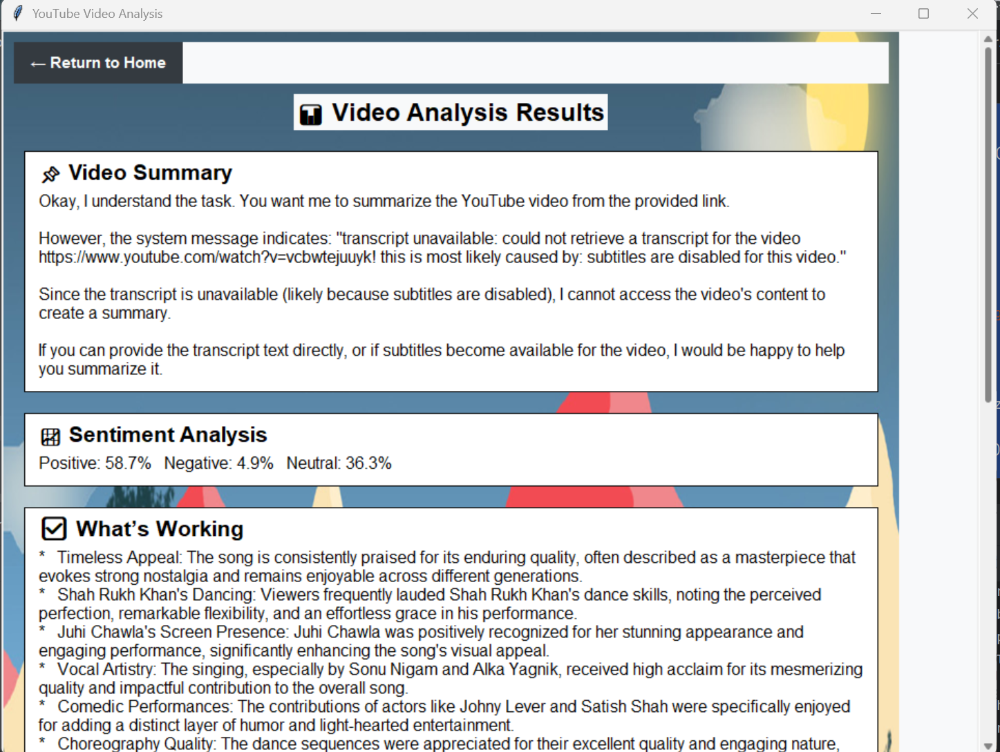 YouTube Video Analysis
← Return to Home
Video Analysis Results
Video Summary
Okay, I understand the task. You want me to summarize the YouTube video from the provided link.
However, the system message indicates: "transcript unavailable: could not retrieve a transcript for the video
https://www.youtube.com/watch?v=vcbwtejuuyk! this is most likely caused by: subtitles are disabled for this video."
Since the transcript is unavailable (likely because subtitles are disabled), I cannot access the video's content to
create a summary.
If you can provide the transcript text directly, or if subtitles become available for the video, I would be happy to help
you summarize it.
Sentiment Analysis
Positive: 58.7% Negative: 4.9% Neutral: 36.3%
What’s Working
* Timeless Appeal: The song is consistently praised for its enduring quality, often described as a masterpiece that
evokes strong nostalgia and remains enjoyable across different generations.
* Shah Rukh Khan's Dancing: Viewers frequently lauded Shah Rukh Khan's dance skills, noting the perceived
perfection, remarkable flexibility, and an effortless grace in his performance.
* Juhi Chawla's Screen Presence: Juhi Chawla was positively recognized for her stunning appearance and
engaging performance, significantly enhancing the song's visual appeal.
* Vocal Artistry: The singing, especially by Sonu Nigam and Alka Yagnik, received high acclaim for its mesmerizing
quality and impactful contribution to the overall song.
* Comedic Performances: The contributions of actors like Johny Lever and Satish Shah were specifically enjoyed
for adding a distinct layer of humor and light-hearted entertainment.
* Choreography Quality: The dance sequences were appreciated for their excellent quality and engaging nature,